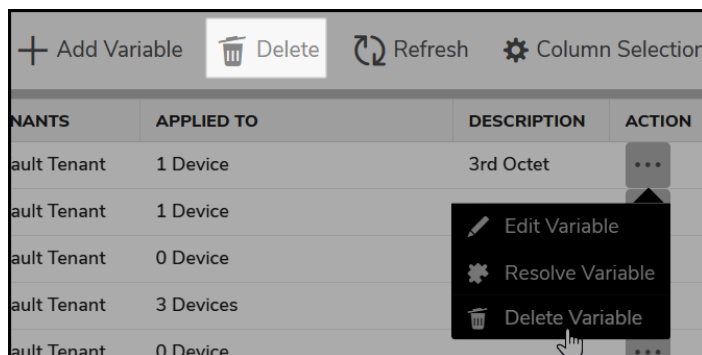 Add Variable Delete Refresh Column Selection
NANTS APPLIED TO DESCRIPTION ACTION
ault Tenant 1 Device 3rd Octet ...
ault Tenant 1 Device
Edit Variable
ault Tenant 0 Device
Resolve Variable
ault Tenant 3 Devices
Delete Variable
ault Tenant 0 Device ...